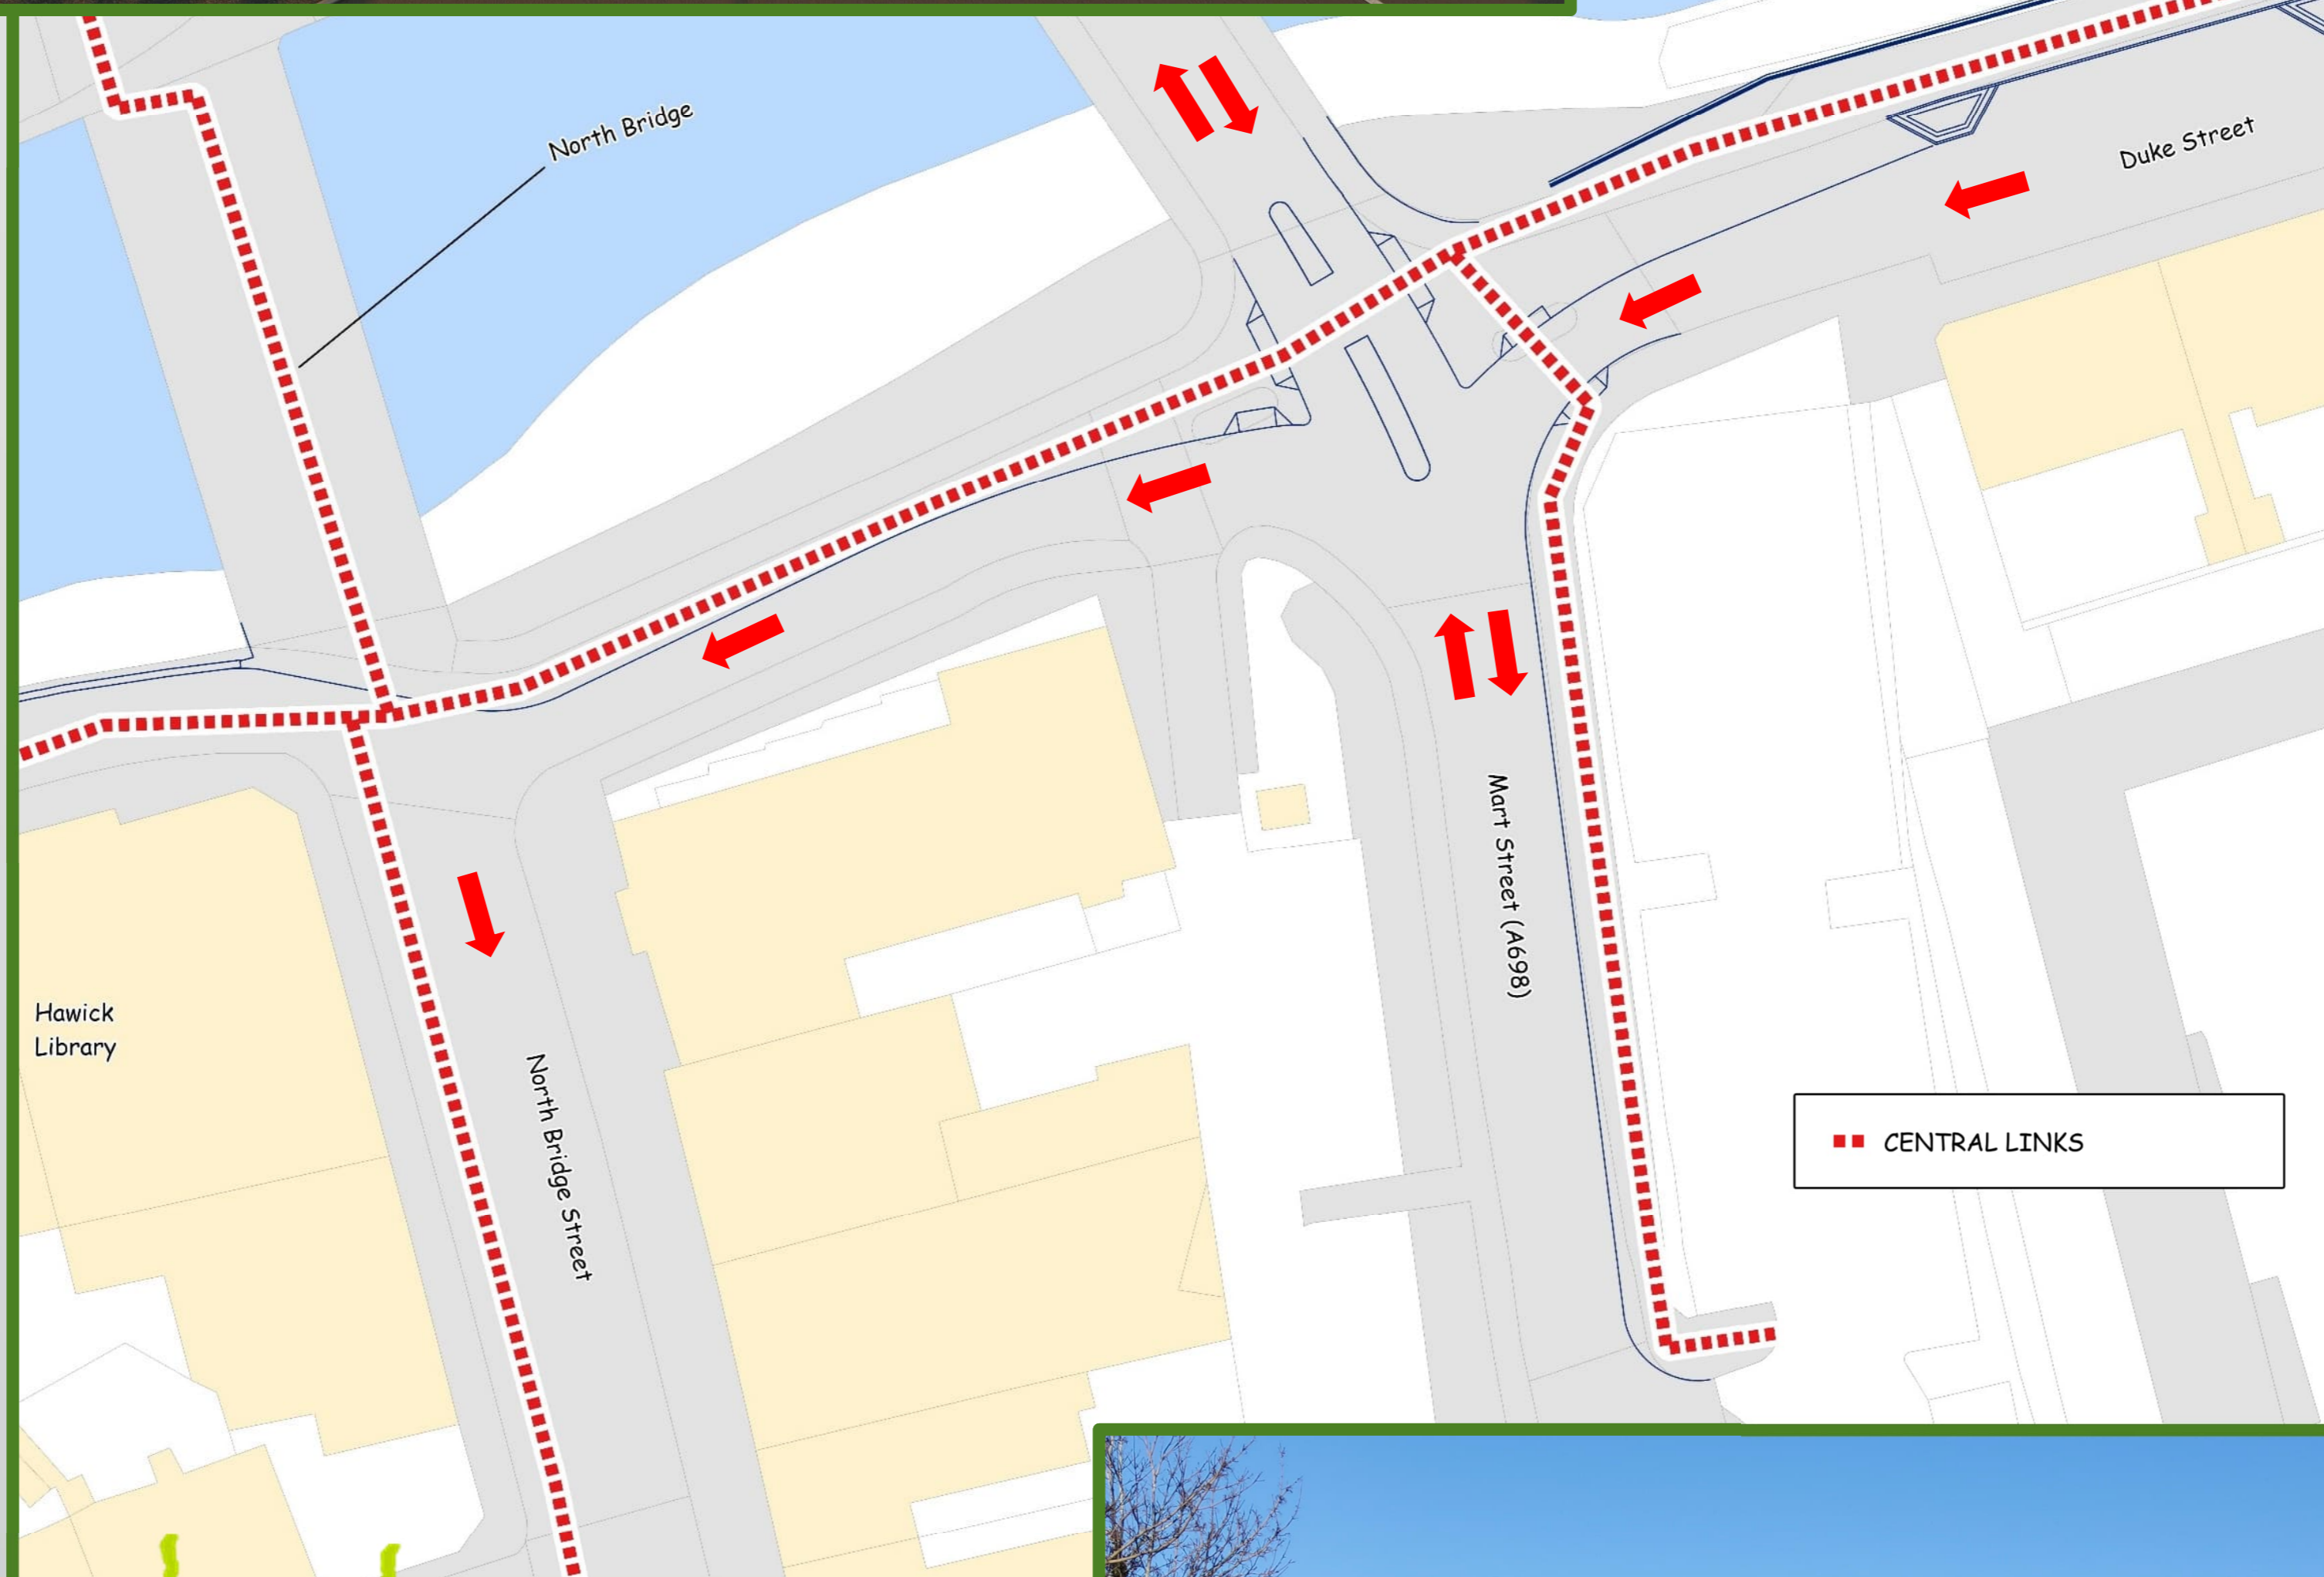 North Bridge
Duke Street
Mart Street (A698)
Hawick
Library
North Bridge Street
CENTRAL LINKS